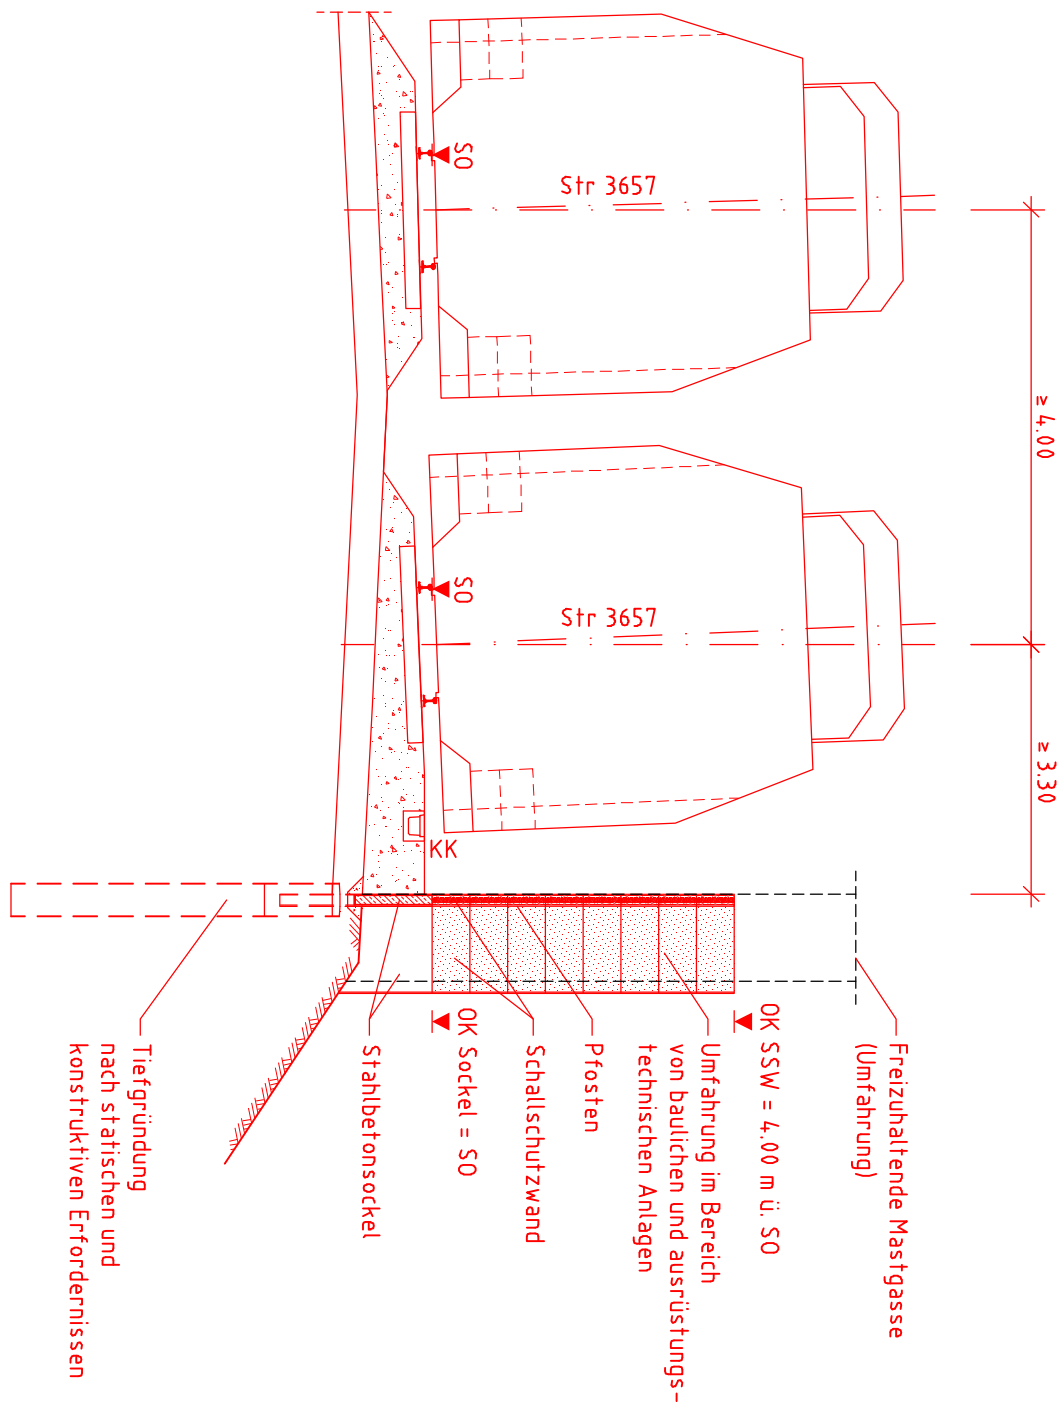 ≥ 4.00
≥ 3.30
Str 3657
Str 3657
SO
SO
KK
Freizuhaltende Mastgasse
(Umfahrung)
OK SSW = 4.00 m ü. SO
Umfahrung im Bereich
von baulichen und ausrüstungs-
technischen Anlagen
Pfosten
Schallschutzwand
OK Sockel = SO
Stahlbetonsockel
Tiefgründung
nach statischen und
konstruktiven Erfordernissen